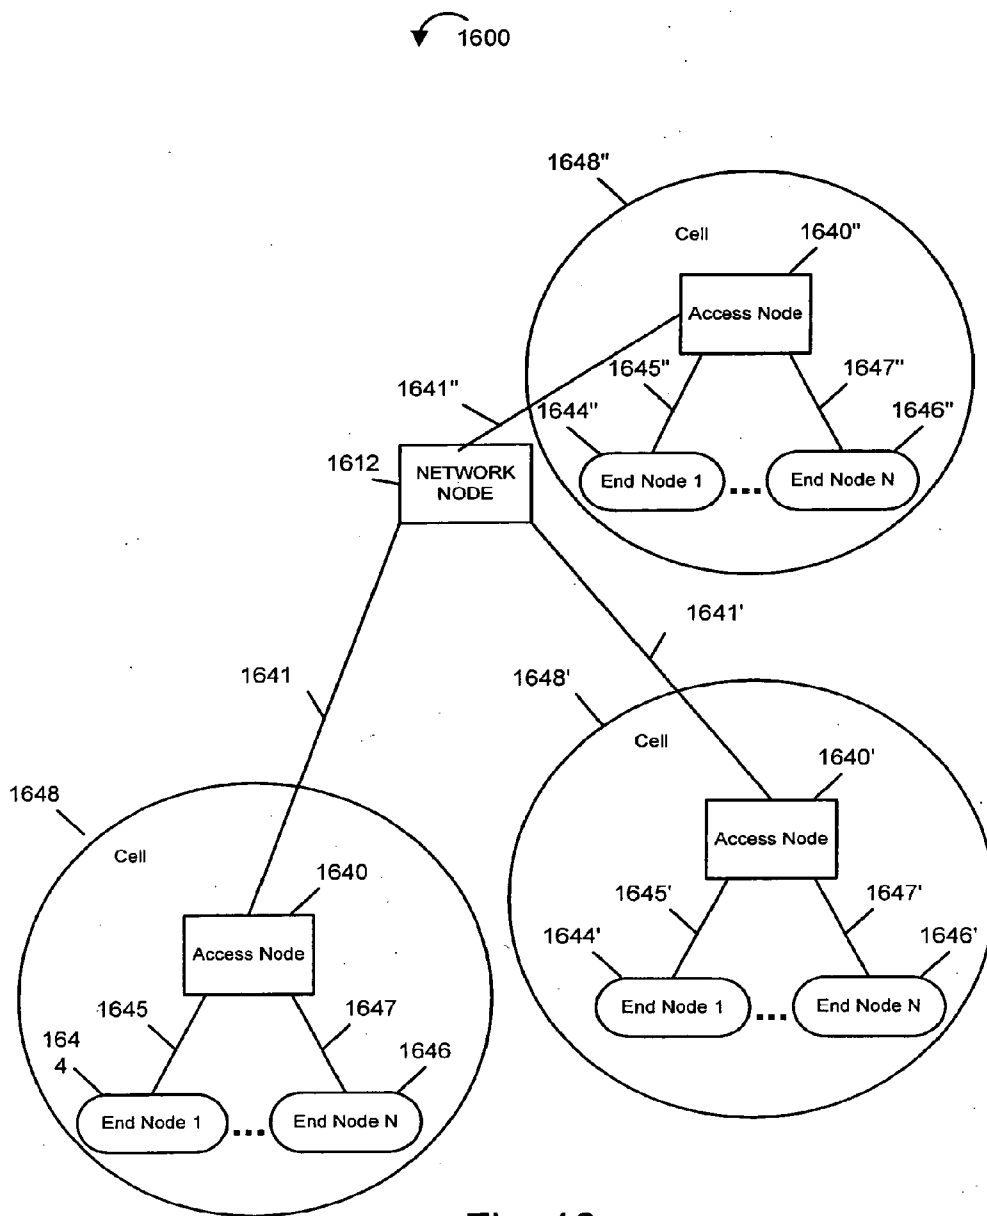 1600
1648"
Cell
1640"
Access Node
1645"
1647"
1641"
1644"
1646"
1612
NETWORK
NODE
End Node 1
...
End Node N
1641'
1641
1648'
Cell
1640'
1648
Access Node
Cell
1640
1645'
1647'
1644'
1646'
Access Node
End Node 1
...
End Node N
1645
1647
164
4
1646
End Node 1
...
End Node N